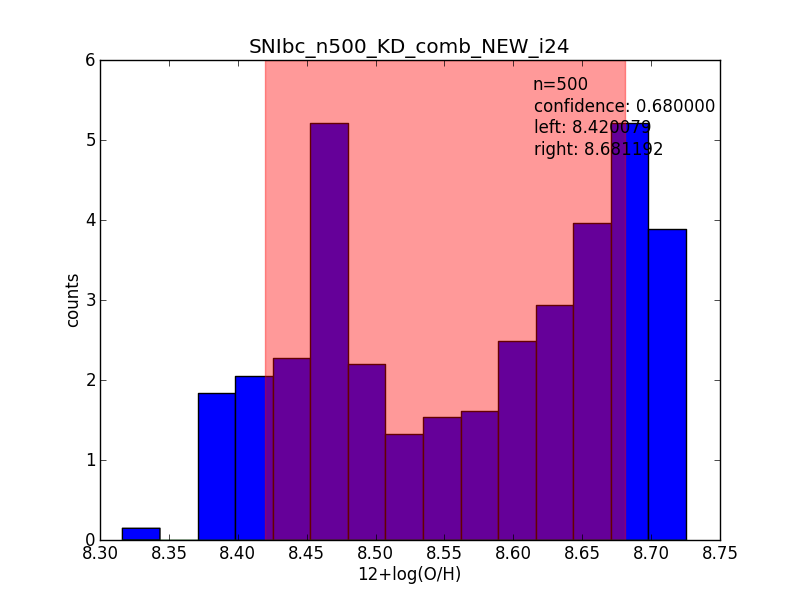 SNIbc_n500_KD_comb_NEW_i24
n=500
confidence: 0.680000
left: 8.420079
right: 8.681192
6
5
4
3
2
1
0
counts
8.30 8.35 8.40 8.45 8.50 8.55 8.60 8.65 8.70 8.75
12+log(O/H)